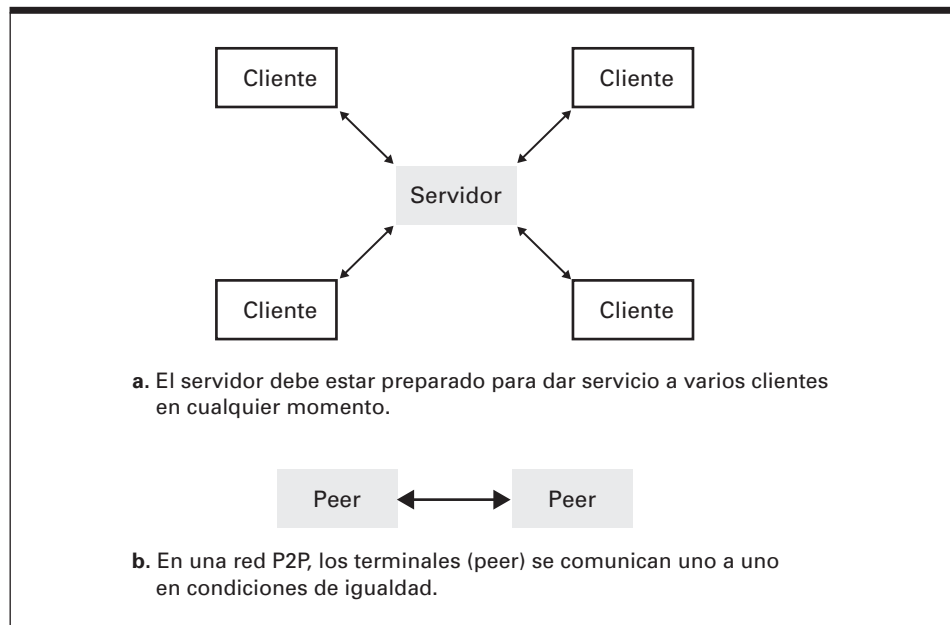 Cliente
Cliente
Servidor
Cliente
Cliente
a. El servidor debe estar preparado para dar servicio a varios clientes
en cualquier momento.
Peer
Peer
b. En una red P2P, los terminales (peer) se comunican uno a uno
en condiciones de igualdad.